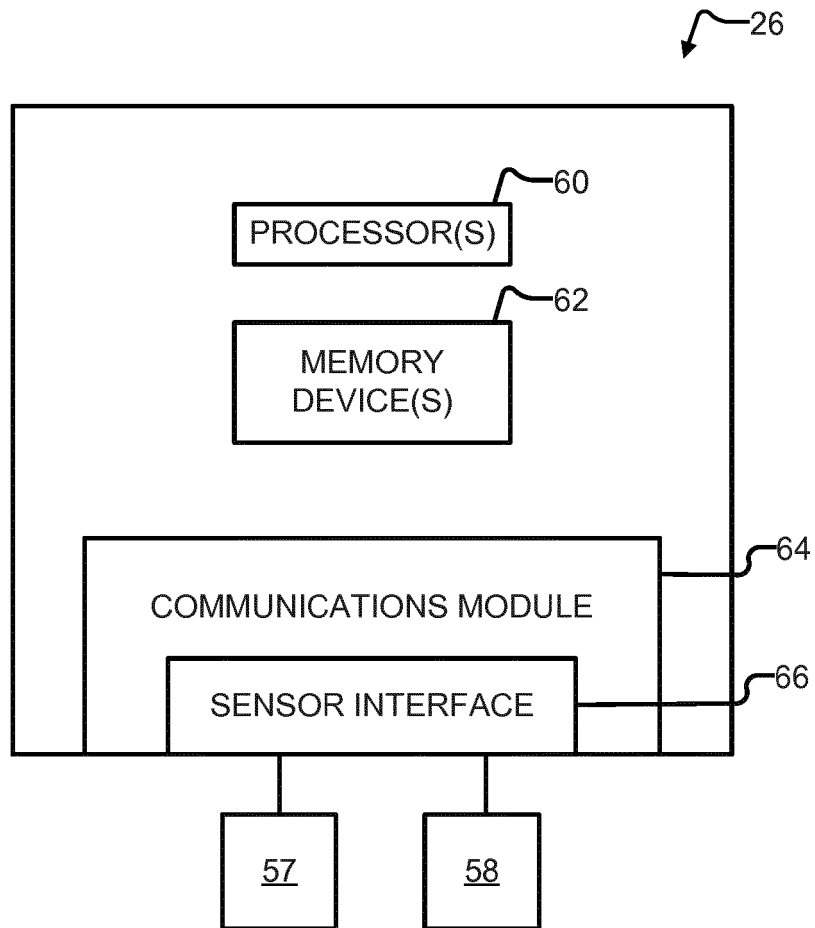 26
60
PROCESSOR(S)
62
MEMORY
DEVICE(S)
64
COMMUNICATIONS MODULE
66
SENSOR INTERFACE
57
58